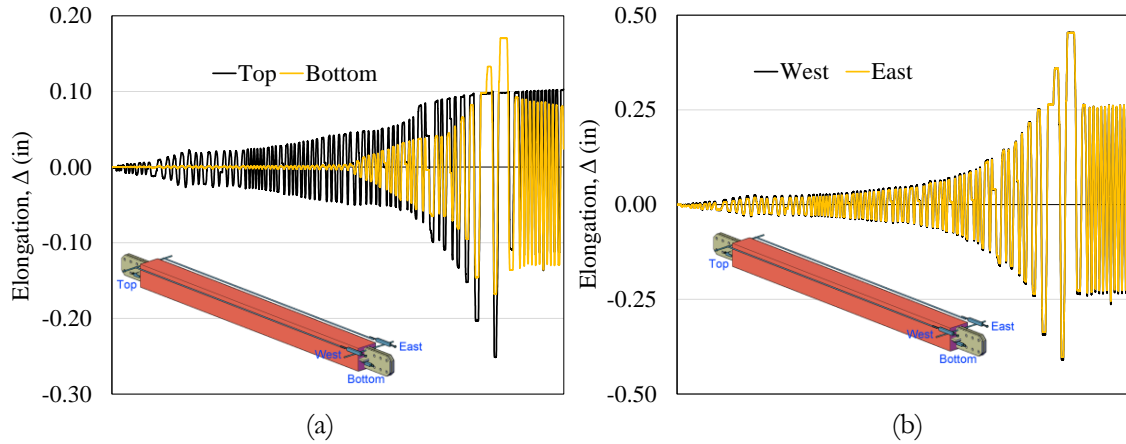 Elongation, Δ (in)
0.20
0.10
0.00
-0.10
-0.20
-0.30
Top Bottom
Top
West
East
Bottom
(a)
Elongation, Δ (in)
0.50
0.25
0.00
-0.25
-0.50
West East
Top
West
East
Bottom
(b)